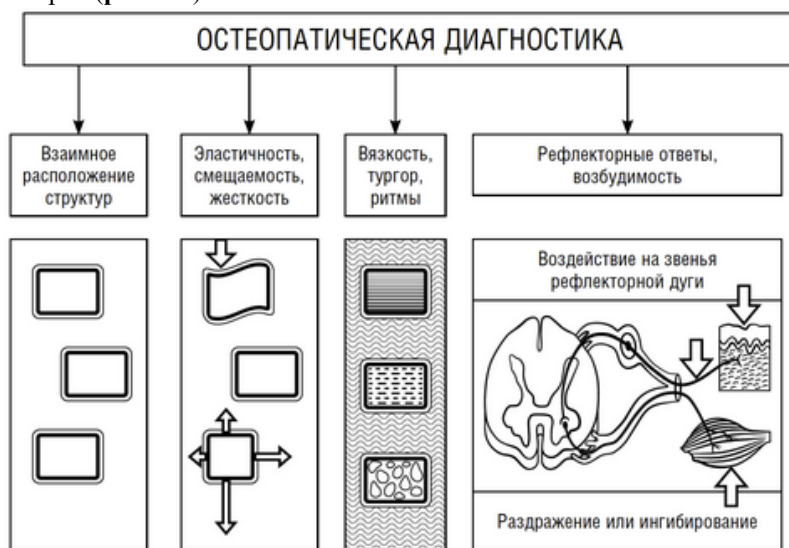 ОСТЕОПАТИЧЕСКАЯ ДИАГНОСТИКА
Взаимное
расположение
структур
Эластичность,
смещаемость,
жесткость
Вязкость,
тургор,
ритмы
Рефлекторные ответы,
возбудимость
Воздействие на звенья
рефлекторной дуги
Раздражение или ингибирование